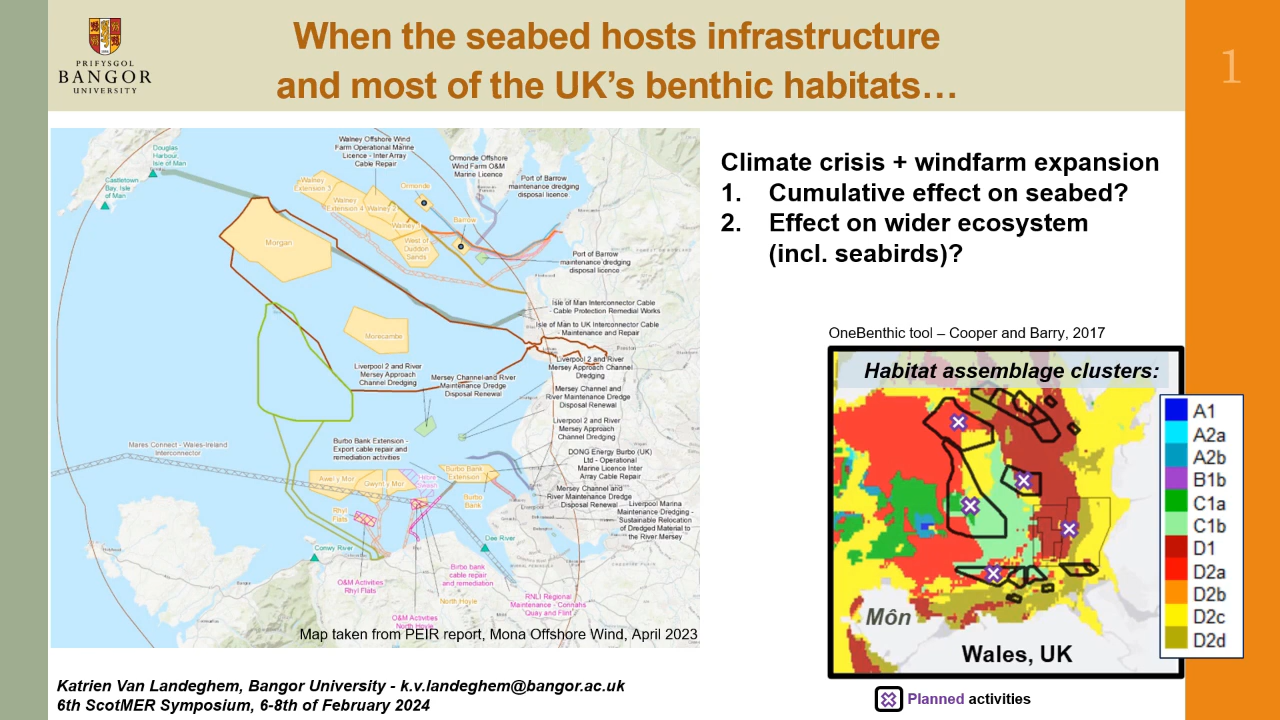 PRIFYSGOL
BANGOR
UNIVERSITY
When the seabed hosts infrastructure
and most of the UK's benthic habitats…
1
Douglas
Harbour,
Isle of Man
Castletown
Bay, Isle
of Man
Walney Offshore Wind
Farm Operational Marine
Licence - Inter Array
Cable Repair
Ormonde Offshore
Wind Farm O&M
Marine Licence
Port of Barrow
maintenance dredging
disposal licence
Walney
Extension 3
Ormonde
Walney
Extension 4
Walney 2
Walney 1
Barrow
West of
Duddon
Sands
Morgan
Port of Barrow
maintenance dredging
disposal licence
Isle of Man Interconnector Cable
- Cable Protection Remedial Works
Isle of Man to UK Interconnector Cable
- Maintenance and Repair
Morecambe
Liverpool 2 and River
Mersey Approach
Channel Dredging
Mersey Channel and River
Maintenance Dredge
Disposal Renewal
Liverpool 2 and River
Mersey Approach Channel
Dredging
Mersey Channel and
River Maintenance Dredge
Disposal Renewal
Liverpool 2 and River
Mersey Approach
Channel Dredging
Mares Connect - Wales-Ireland
Interconnector
Burbo Bank Extension -
Export cable repair and
remediation activities
DONG Energy Burbo (UK)
Ltd - Operational
Marine Licence Inter
Array Cable Repair
Awel y Mor
Gwynt y Mor
Burbo Bank
Extension
Burbo
Bank
Mersey Channel and
River Maintenance Dredge
Disposal Renewal
Liverpool Marina
Maintenance Dredging -
Sustainable Relocation
of Dredged Material to
the River Mersey
Rhyl
Flats
Conwy River
Dee River
O&M Activities
Rhyl Flats
Birbo bank
cable repair
and remediation
North Hoyle
O&M Activities
North Hoyle
RNLI Regional
Maintenance - Connahs
Quay and Flint
Map taken from PEIR report, Mona Offshore Wind, April 2023
Climate crisis + windfarm expansion
1. Cumulative effect on seabed?
2. Effect on wider ecosystem
(incl. seabirds)?
OneBenthic tool – Cooper and Barry, 2017
Habitat assemblage clusters:
A1
A2a
A2b
B1b
C1a
C1b
D1
D2a
D2b
D2c
D2d
Môn
Wales, UK
Planned activities
Katrien Van Landeghem, Bangor University - k.v.landeghem@bangor.ac.uk
6th ScotMER Symposium, 6-8th of February 2024